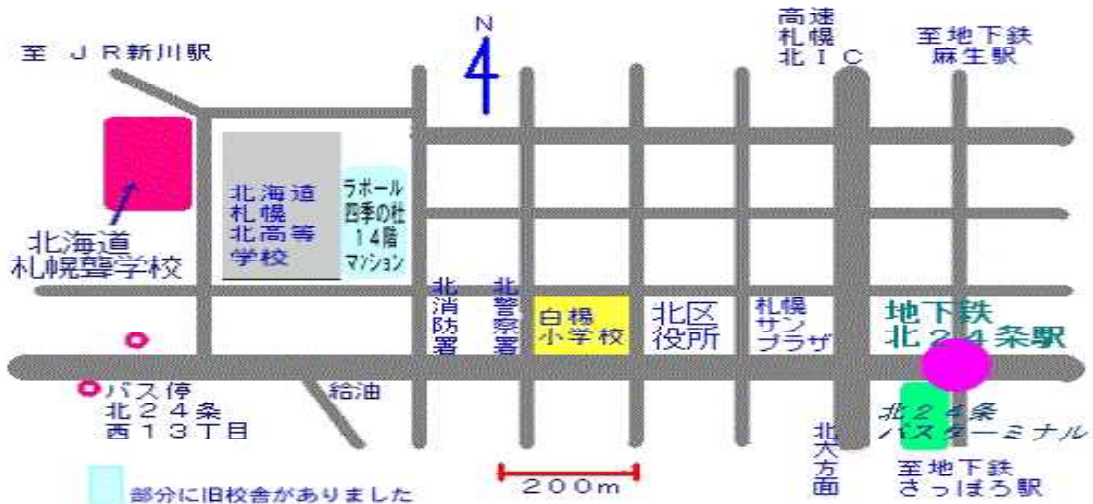 至 ＪＲ新川駅
N
高速
札幌
北ＩＣ
至地下鉄
麻生駅
北海道
札幌
北高等
学校
ラポール
四季の杜
１４階
マンション
北海道
札幌聾学校
北消防署
北警察署
白楊
小学校
北区
役所
札幌
サン
プラザ
地下鉄
北２４条駅
バス停
北２４条
西１３丁目
給油
北大方面
北２４条
バスターミナル
至地下鉄
さっぽろ駅
200m
部分に旧校舎がありました